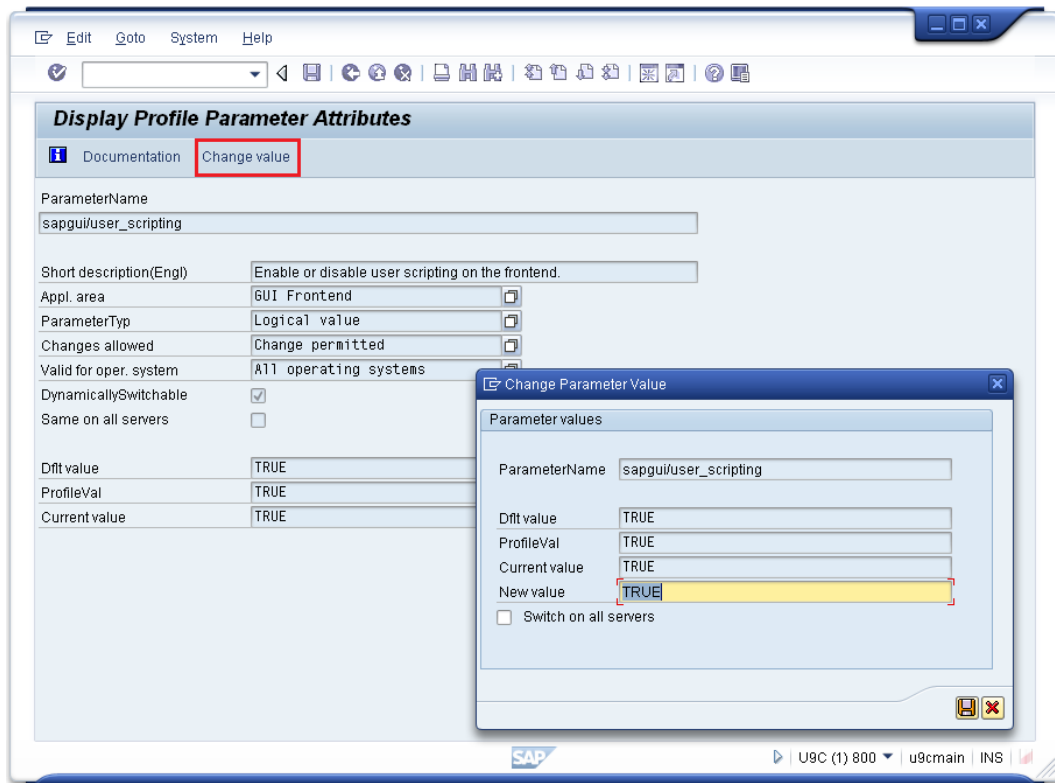 Edit Goto System Help
Display Profile Parameter Attributes
Documentation Change value
ParameterName
sapgui/user_scripting
Short description(Engl) Enable or disable user scripting on the frontend.
Appl. area GUI Frontend
ParameterTyp Logical value
Changes allowed Change permitted
Valid for oper. system All operating systems
DynamicallySwitchable
Same on all servers
Dflt value TRUE
ProfileVal TRUE
Current value TRUE
Change Parameter Value
Parameter values
ParameterName sapgui/user_scripting
Dflt value TRUE
ProfileVal TRUE
Current value TRUE
New value TRUE
Switch on all servers
SAP U9C (1) 800 u9cmain INS